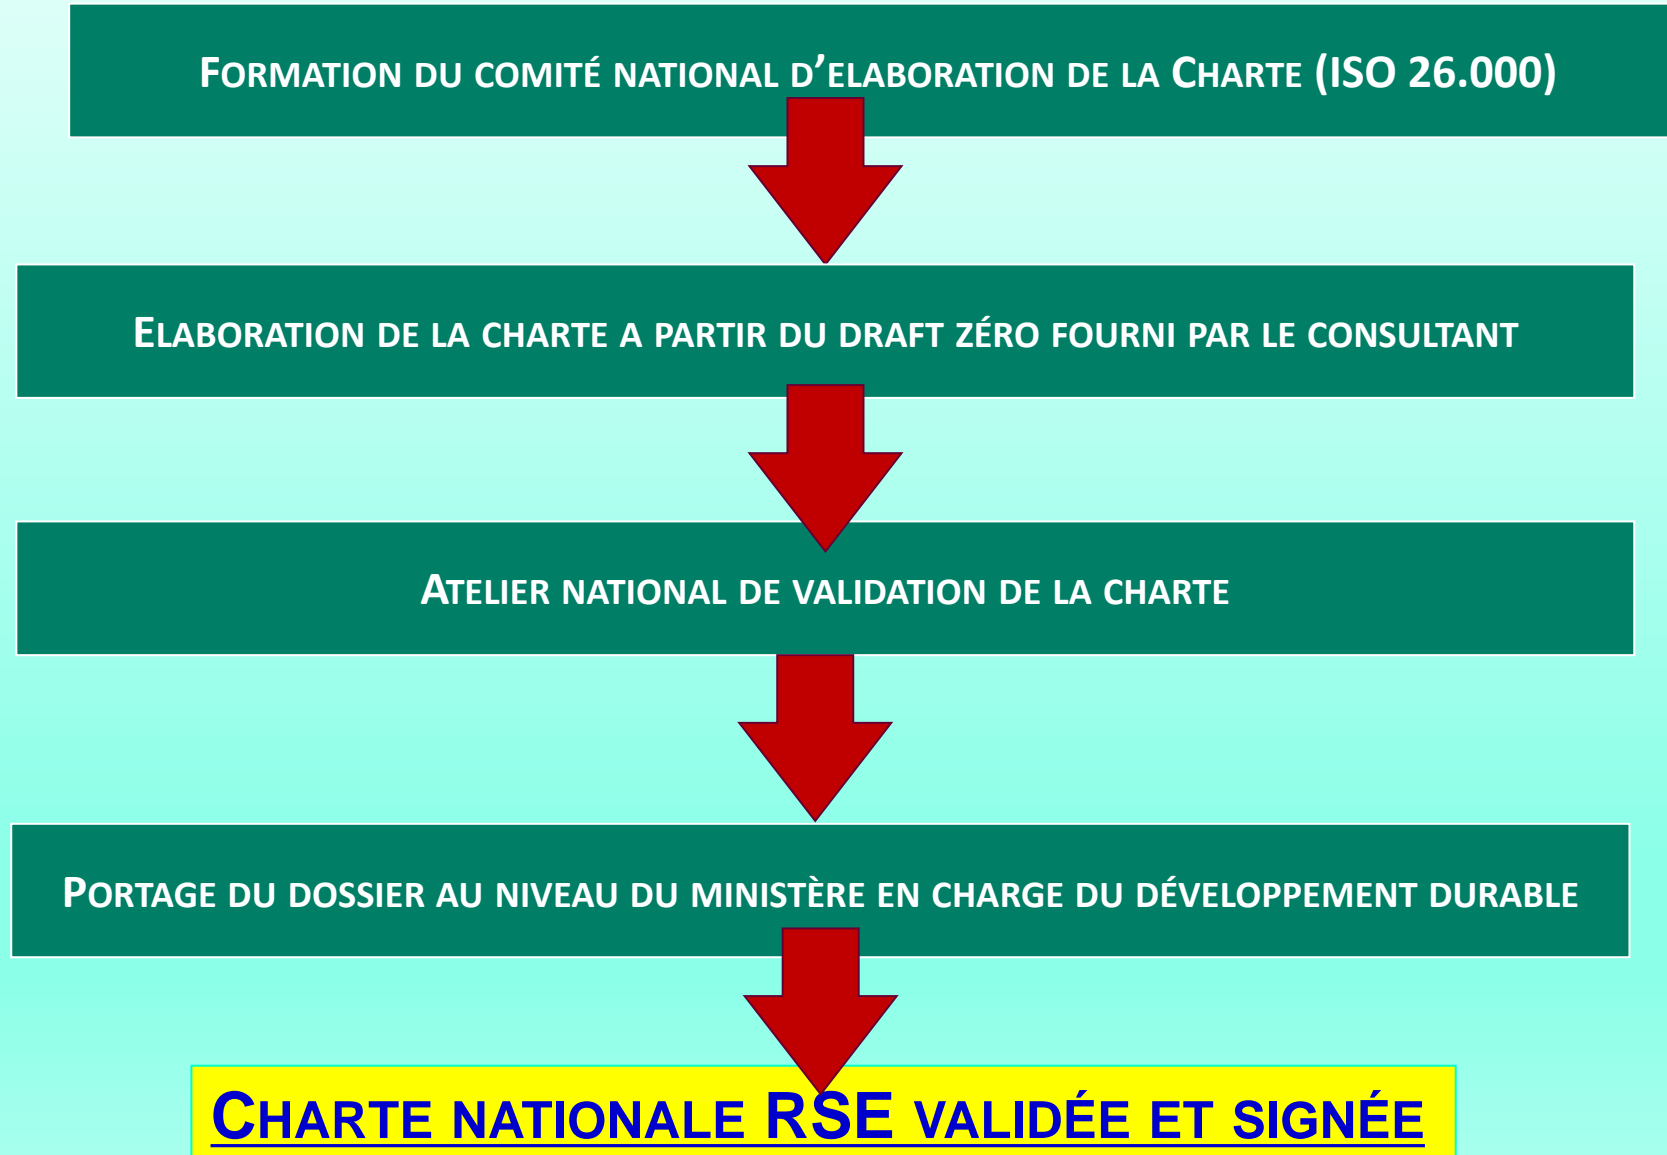 Formation du comité national d’elaboration de la Charte (ISO 26.000)
Elaboration de la charte a partir du draft zéro fourni par le consultant
Atelier national de validation de la charte
Portage du dossier au niveau du ministère en charge du développement durable
Charte nationale RSE validée et signée